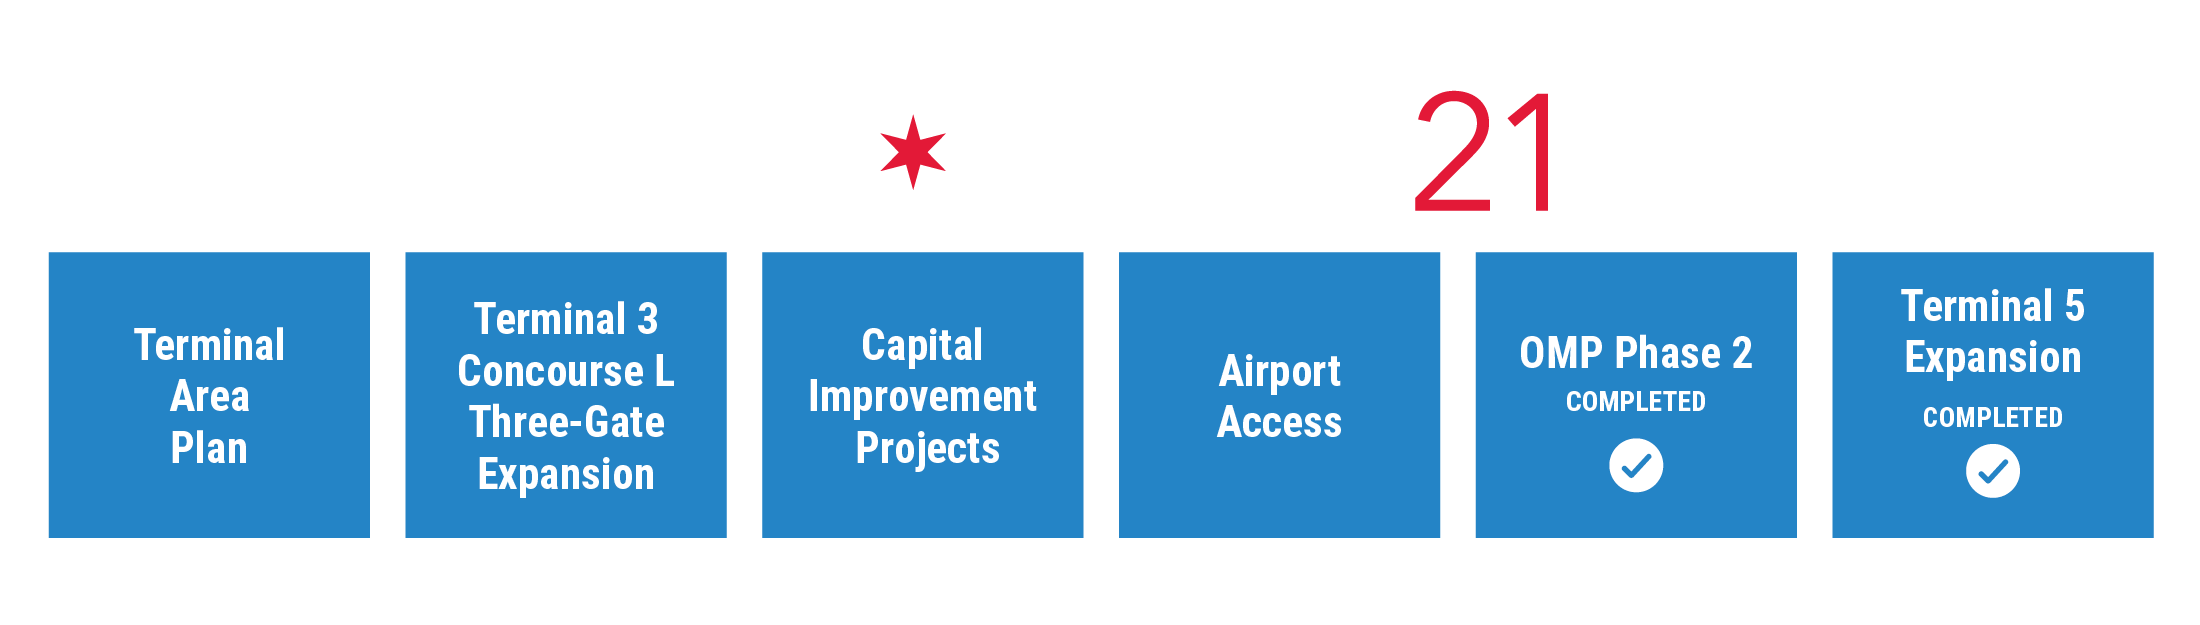 21
Terminal
Area
Plan
Terminal 3
Concourse L
Three-Gate
Expansion
Capital
Improvement
Projects
Airport
Access
OMP Phase 2
COMPLETED
Terminal 5
Expansion
COMPLETED